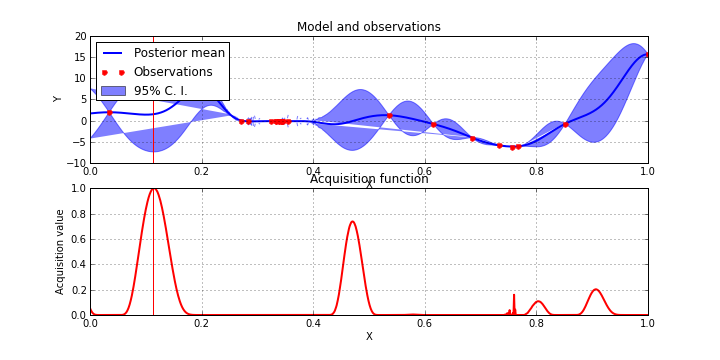 Model and observations
20
15
10
5
0
−5
−10
Y
Posterior mean
Observations
95% C. I.
0.0 0.2 0.4 0.6 0.8 1.0
X
Acquisition function
1.0
0.8
0.6
0.4
0.2
0.0
Acquisition value
0.0 0.2 0.4 0.6 0.8 1.0
X